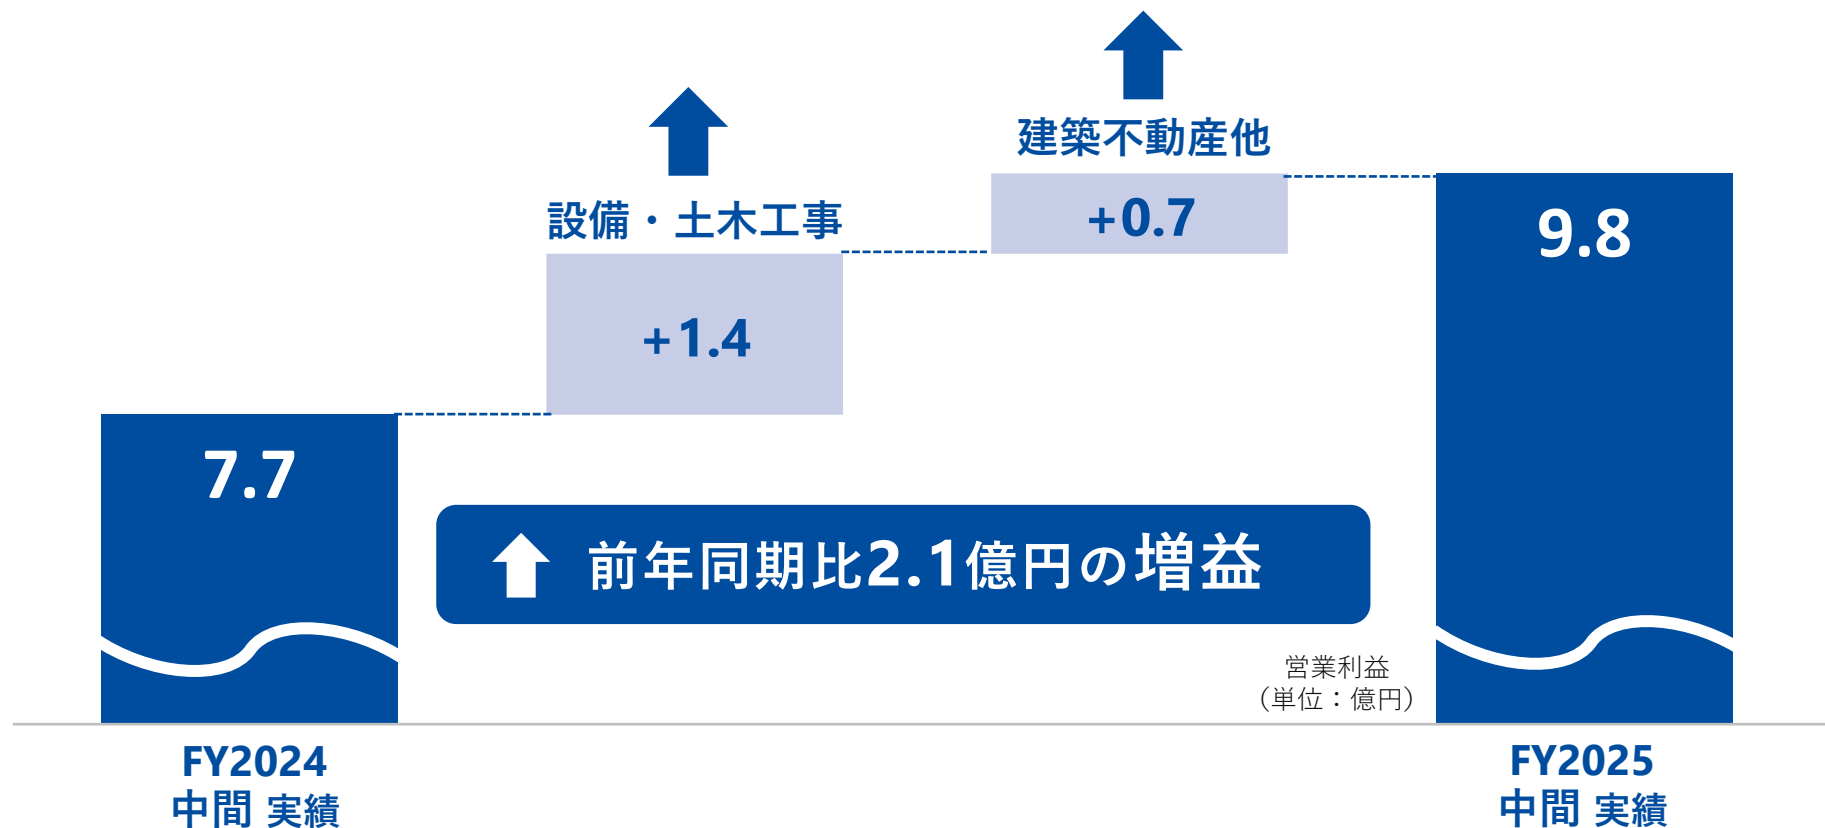 建築不動産他
+0.7
設備・土木工事
+1.4
9.8
7.7
前年同期比2.1億円の増益
営業利益
（単位：億円）
FY2024
中間 実績
FY2025
中間 実績